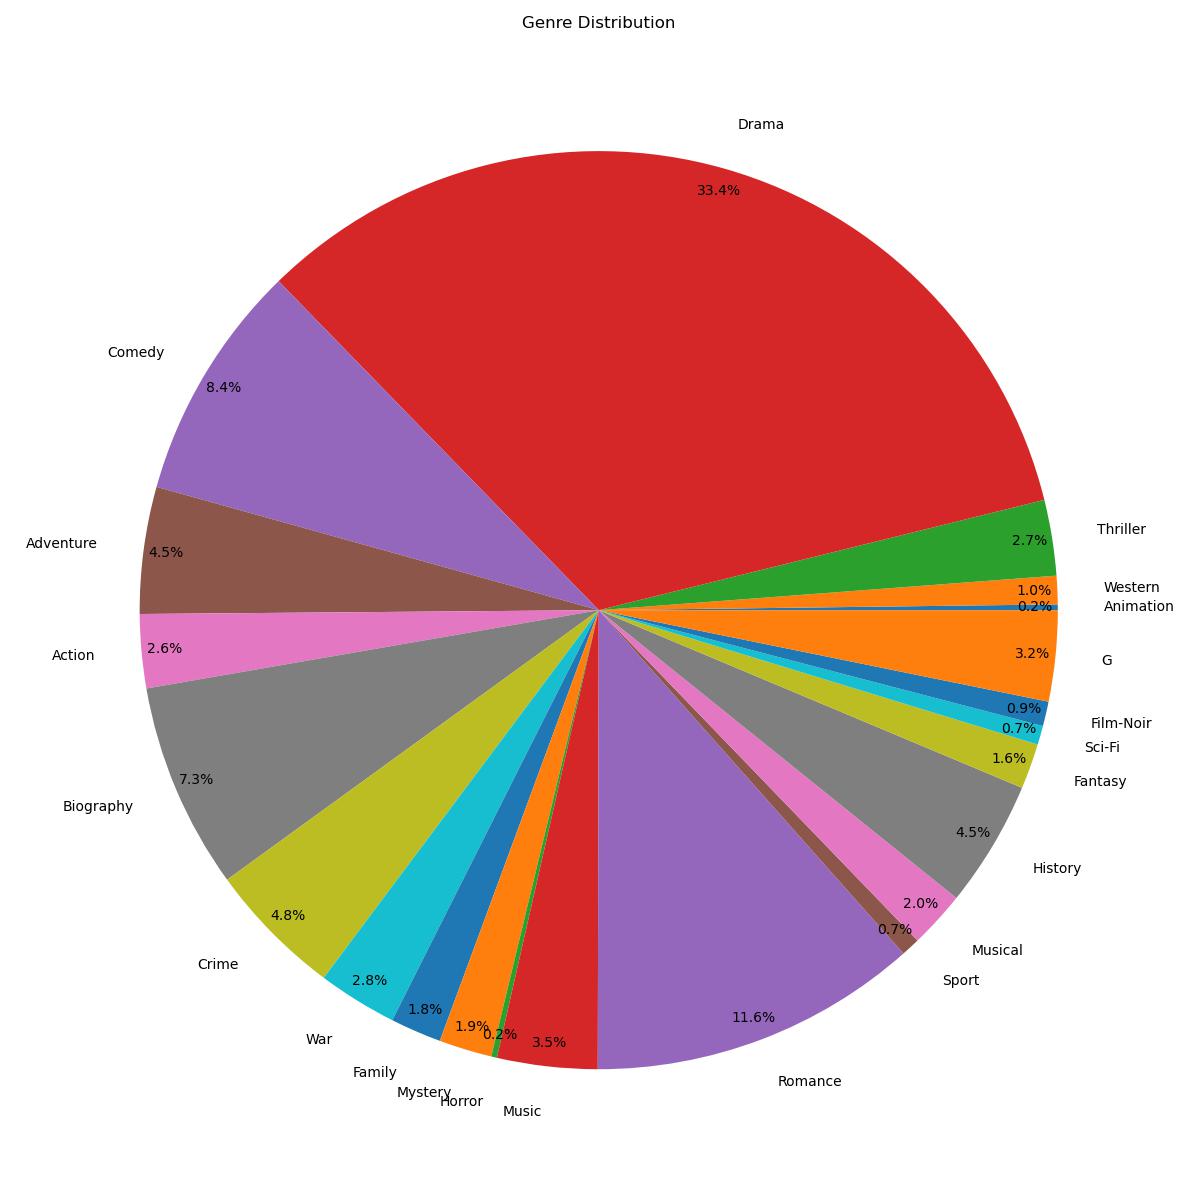 Genre Distribution
Drama
33.4%
Comedy
8.4%
Adventure
4.5%
Action
2.6%
Biography
7.3%
Crime
4.8%
War
2.8%
Family
1.8%
Mystery
1.9%
Horror
0.2%
Music
3.5%
Romance
11.6%
Sport
0.7%
Musical
2.0%
History
4.5%
Fantasy
1.6%
Sci-Fi
0.7%
Film-Noir
0.9%
G
3.2%
Animation
0.2%
Western
1.0%
Thriller
2.7%